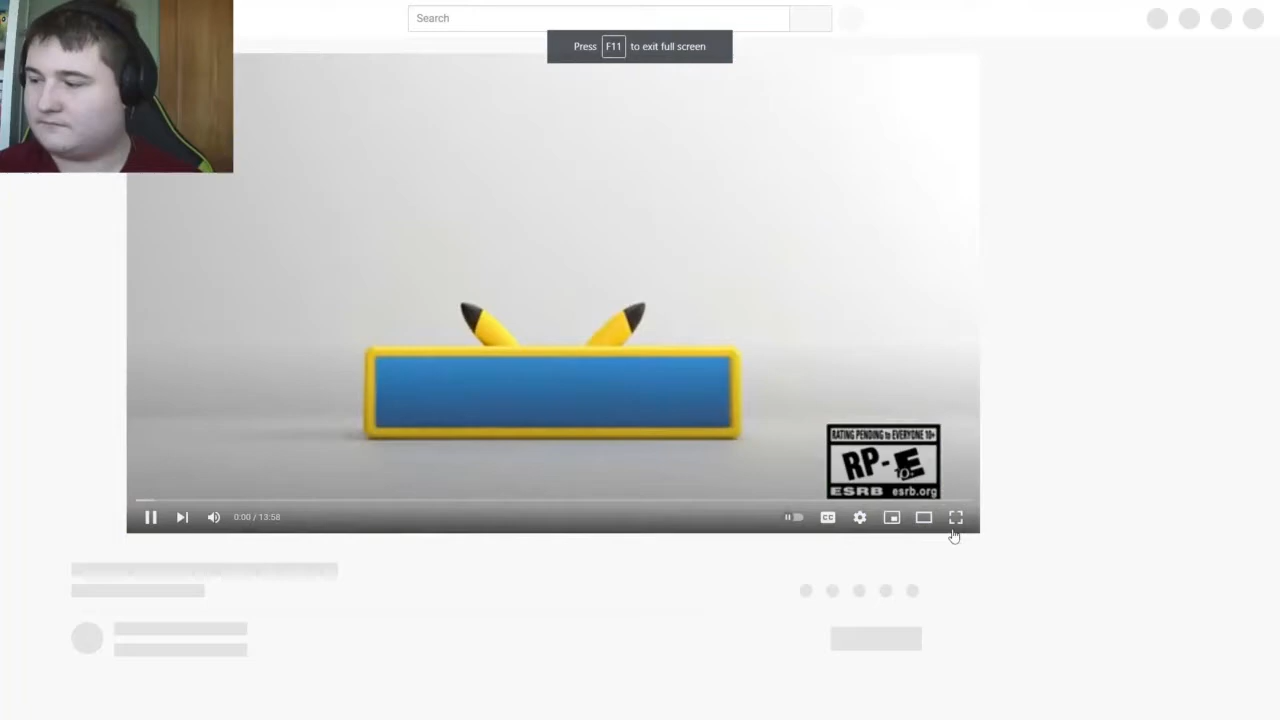 Search
Press F11 to exit full screen
RATING PENDING to EVERYONE 10+
RP-E
10+
ESRB esrb.org
0:00 / 13:58
CC